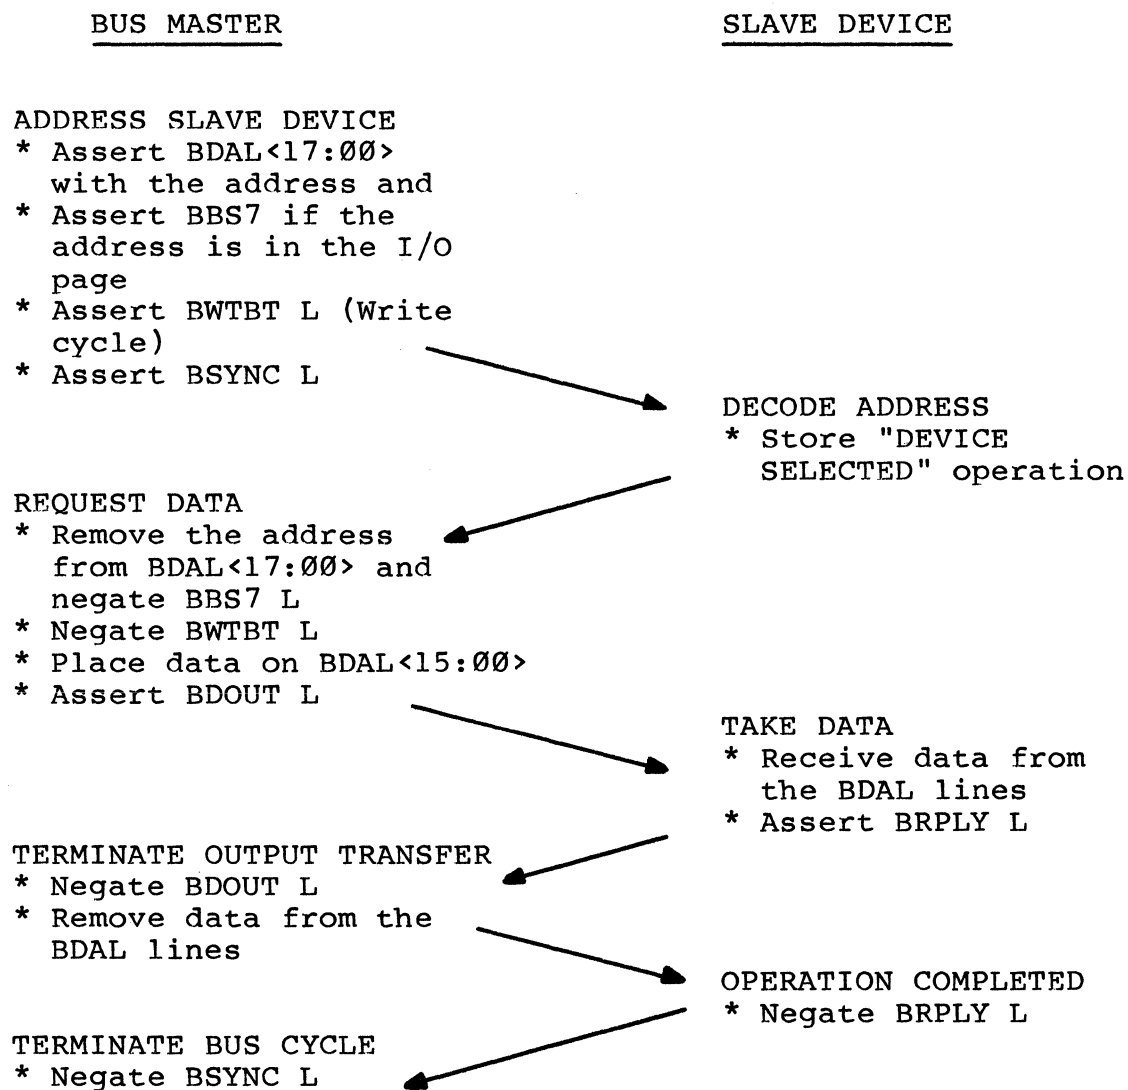 BUS MASTER
SLAVE DEVICE
ADDRESS SLAVE DEVICE
* Assert BDAL<17:ØØ>
with the address and
* Assert BBS7 if the
address is in the I/O
page
* Assert BWTBT L (Write
cycle)
* Assert BSYNC L
DECODE ADDRESS
* Store "DEVICE
SELECTED" operation
REQUEST DATA
* Remove the address
from BDAL<17:ØØ> and
negate BBS7 L
* Negate BWTBT L
* Place data on BDAL<15:ØØ>
* Assert BDOUT L
TAKE DATA
* Receive data from
the BDAL lines
* Assert BRPLY L
TERMINATE OUTPUT TRANSFER
* Negate BDOUT L
* Remove data from the
BDAL lines
OPERATION COMPLETED
* Negate BRPLY L
TERMINATE BUS CYCLE
* Negate BSYNC L